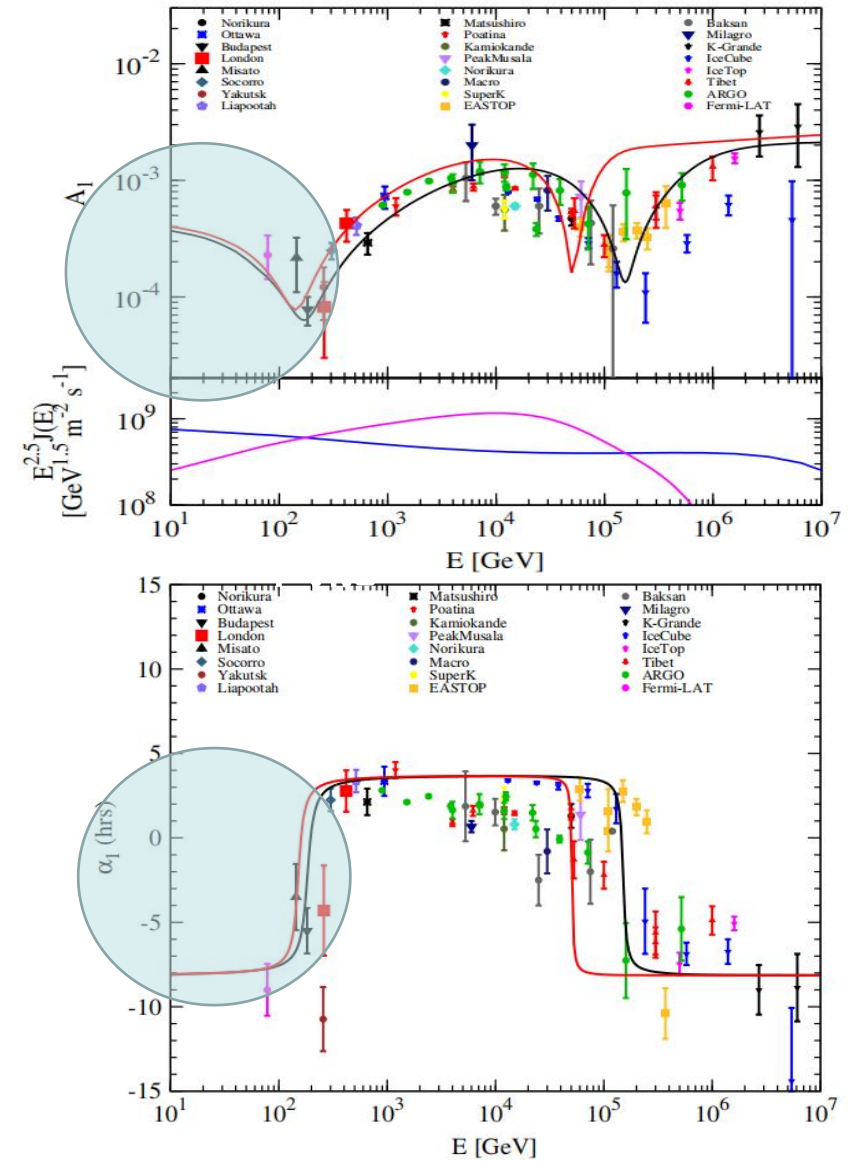 Norikura Matsushiro Baksan
Ottawa Poatina Milagro
Budapest Kamiokande K-Grande
London PeakMusala IceCube
Misato Norikura IceTop
Socorro Macro Tibet
Yakutsk SuperK ARGO
Liapootah EASTOP Fermi-LAT
10^-2
10^-3
10^-4
A_1
10^9
10^8
E^2.5 J(E)
[GeV^1.5 m^-2 s^-1]
10^1 10^2 10^3 10^4 10^5 10^6 10^7
E [GeV]
Norikura Matsushiro Baksan
Ottawa Poatina Milagro
Budapest Kamiokande K-Grande
London PeakMusala IceCube
Misato Norikura IceTop
Socorro Macro Tibet
Yakutsk SuperK ARGO
Liapootah EASTOP Fermi-LAT
15
10
5
0
-5
-10
-15
α_1 (hrs)
10^1 10^2 10^3 10^4 10^5 10^6 10^7
E [GeV]